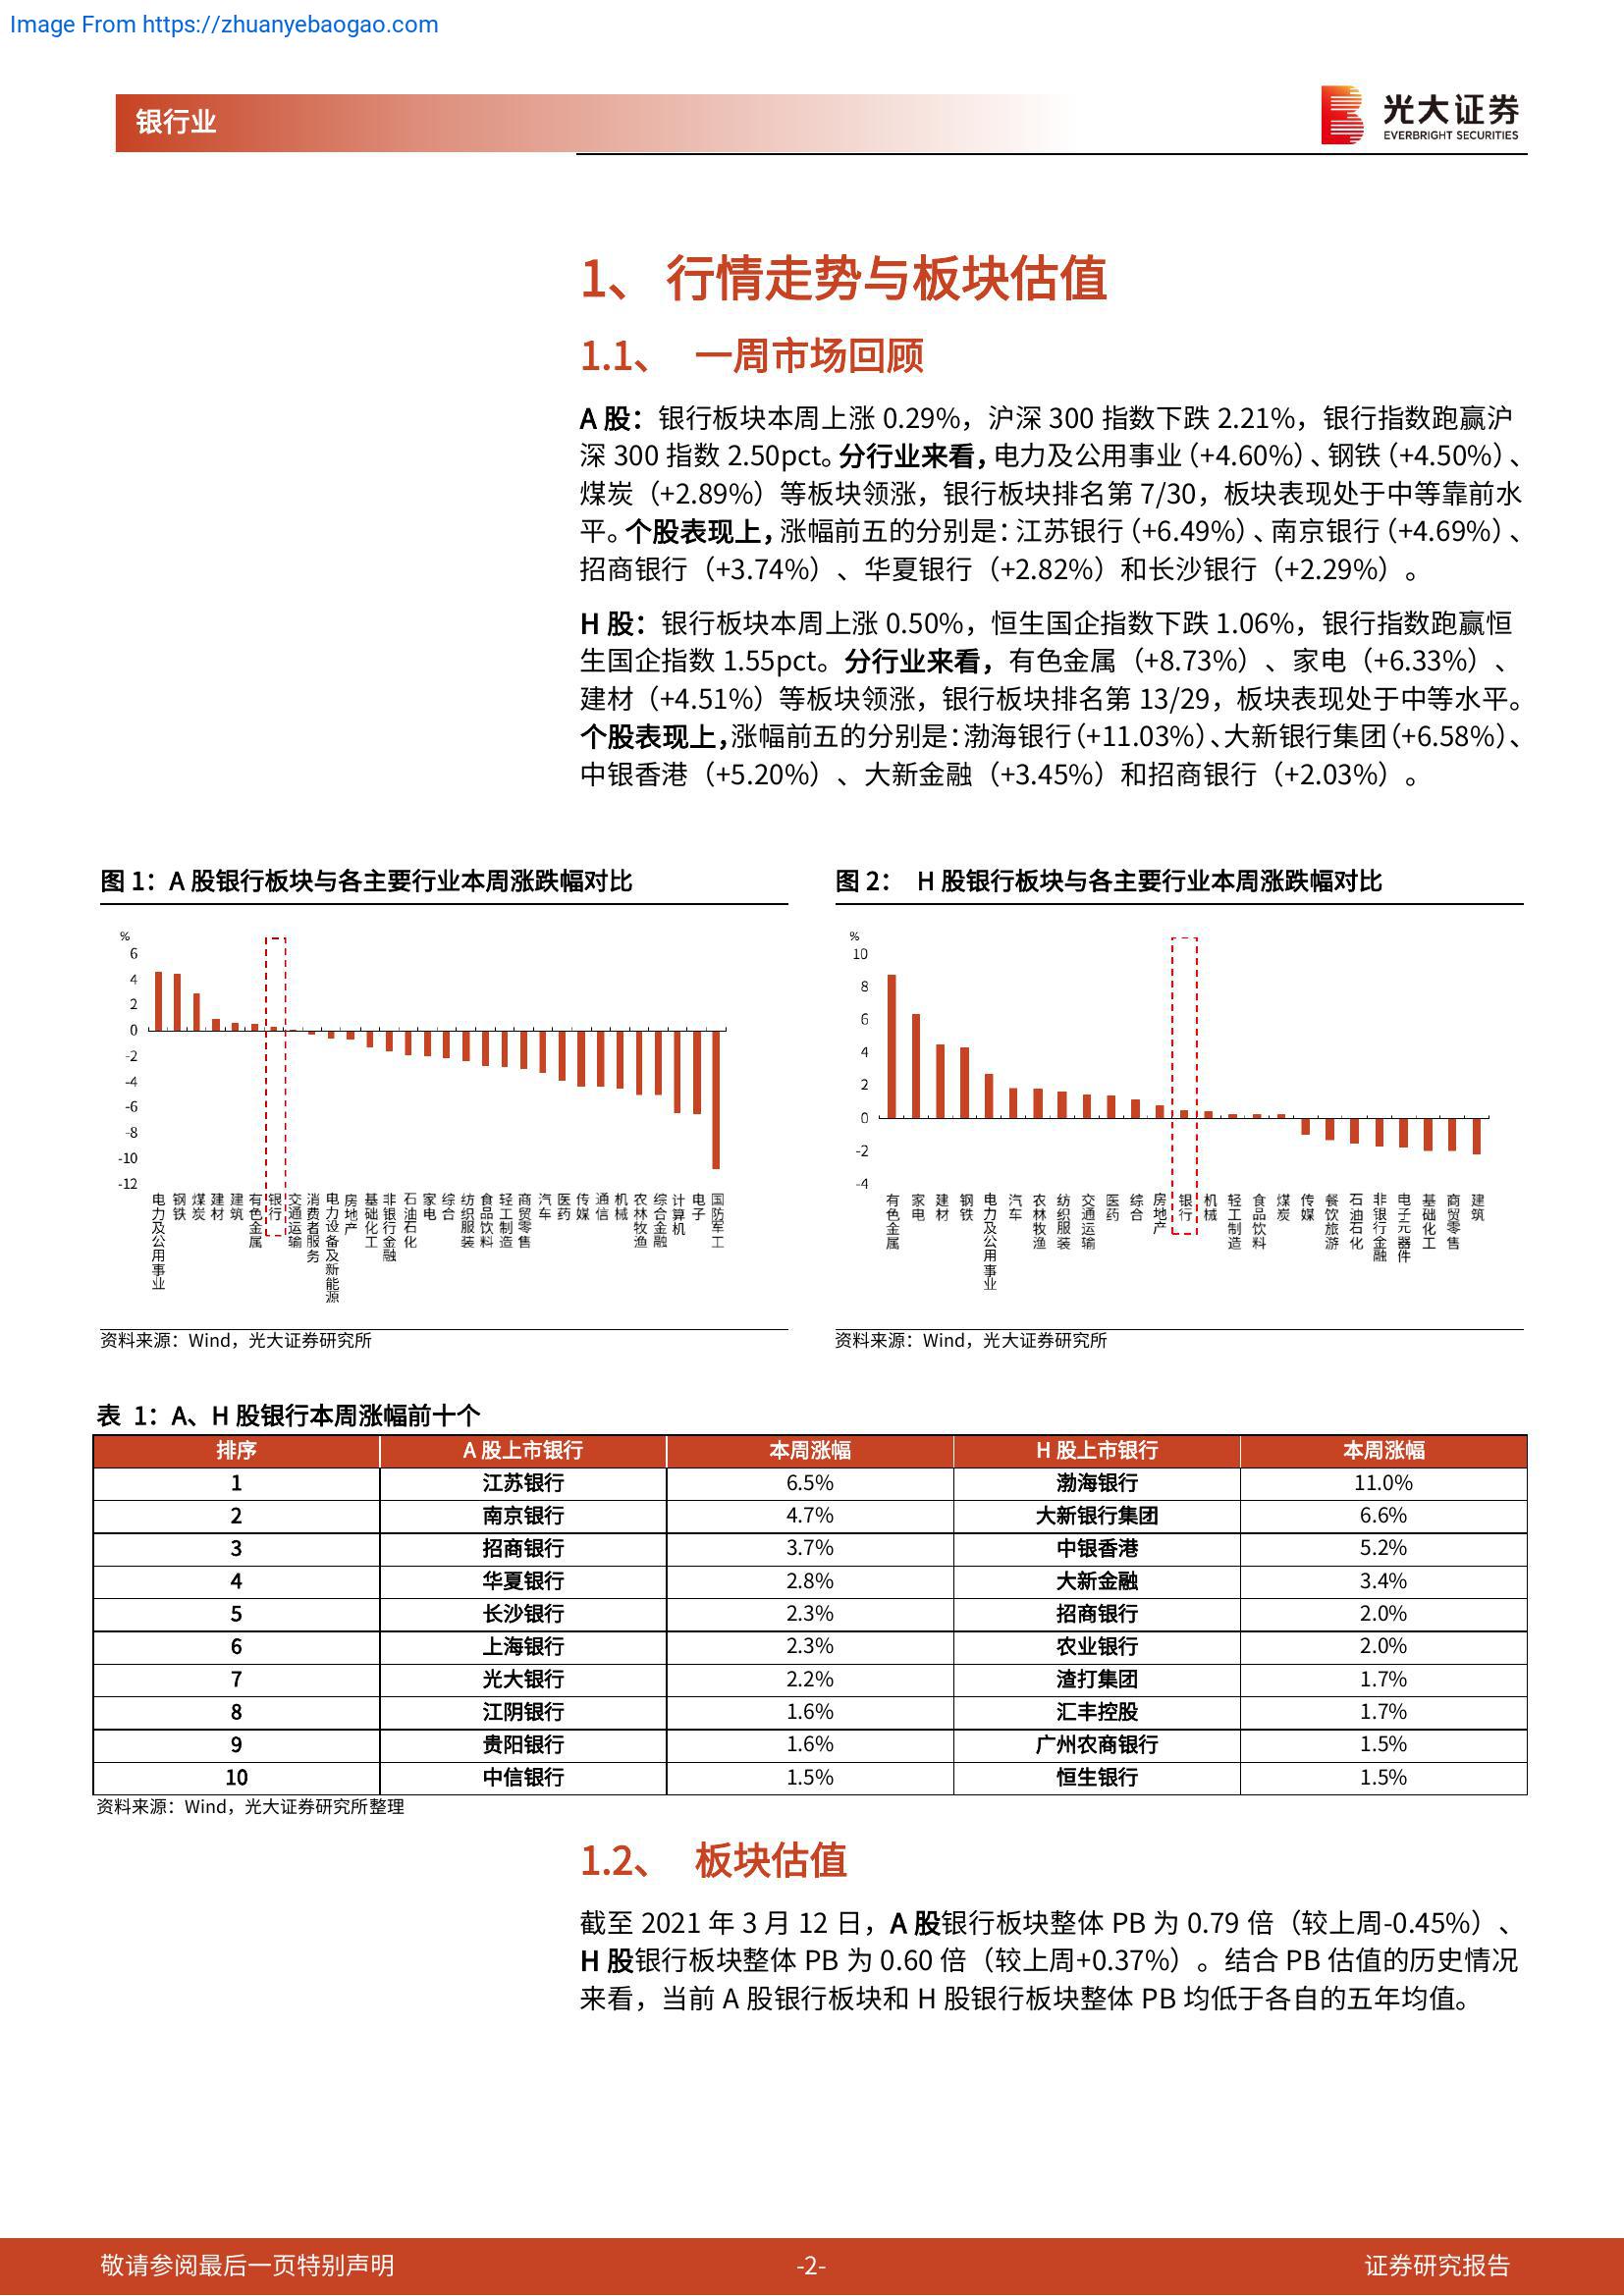 Image From https://zhuanyebaogao.com
银行业
光大证券
EVERBRIGHT SECURITIES
1、 行情走势与板块估值
1.1、 一周市场回顾
A 股：银行板块本周上涨 0.29%，沪深 300 指数下跌 2.21%，银行指数跑赢沪
深 300 指数 2.50pct。分行业来看，电力及公用事业（+4.60%）、钢铁（+4.50%）、
煤炭（+2.89%）等板块领涨，银行板块排名第 7/30，板块表现处于中等靠前水
平。个股表现上，涨幅前五的分别是：江苏银行（+6.49%）、南京银行（+4.69%）、
招商银行（+3.74%）、华夏银行（+2.82%）和长沙银行（+2.29%）。
H 股：银行板块本周上涨 0.50%，恒生国企指数下跌 1.06%，银行指数跑赢恒
生国企指数 1.55pct。分行业来看，有色金属（+8.73%）、家电（+6.33%）、
建材（+4.51%）等板块领涨，银行板块排名第 13/29，板块表现处于中等水平。
个股表现上，涨幅前五的分别是：渤海银行（+11.03%）、大新银行集团（+6.58%）、
中银香港（+5.20%）、大新金融（+3.45%）和招商银行（+2.03%）。
图 1：A 股银行板块与各主要行业本周涨跌幅对比
%
6
4
2
0
-2
-4
-6
-8
-10
-12
电力及公用事业
钢铁
煤炭
建材
建筑
有色金属
银行
交通运输
消费者服务
电力设备及新能源
房地产
基础化工
非银行金融
石油石化
家电
综合
纺织服装
食品饮料
轻工制造
商贸零售
汽车
医药
传媒
通信
机械
农林牧渔
综合金融
计算机
电子
国防军工
资料来源：Wind，光大证券研究所
图 2： H 股银行板块与各主要行业本周涨跌幅对比
%
10
8
6
4
2
0
-2
-4
有色金属
家电
建材
钢铁
电力及公用事业
汽车
农林牧渔
纺织服装
交通运输
医药
综合
房地产
银行
机械
轻工制造
食品饮料
煤炭
传媒
餐饮旅游
石油石化
非银行金融
电子元器件
基础化工
商贸零售
建筑
资料来源：Wind，光大证券研究所
表 1：A、H 股银行本周涨幅前十个
排序 A 股上市银行 本周涨幅 H 股上市银行 本周涨幅
1 江苏银行 6.5% 渤海银行 11.0%
2 南京银行 4.7% 大新银行集团 6.6%
3 招商银行 3.7% 中银香港 5.2%
4 华夏银行 2.8% 大新金融 3.4%
5 长沙银行 2.3% 招商银行 2.0%
6 上海银行 2.3% 农业银行 2.0%
7 光大银行 2.2% 渣打集团 1.7%
8 江阴银行 1.6% 汇丰控股 1.7%
9 贵阳银行 1.6% 广州农商银行 1.5%
10 中信银行 1.5% 恒生银行 1.5%
资料来源：Wind，光大证券研究所整理
1.2、 板块估值
截至 2021 年 3 月 12 日，A 股银行板块整体 PB 为 0.79 倍（较上周-0.45%）、
H 股银行板块整体 PB 为 0.60 倍（较上周+0.37%）。结合 PB 估值的历史情况
来看，当前 A 股银行板块和 H 股银行板块整体 PB 均低于各自的五年均值。
敬请参阅最后一页特别声明
-2-
证券研究报告